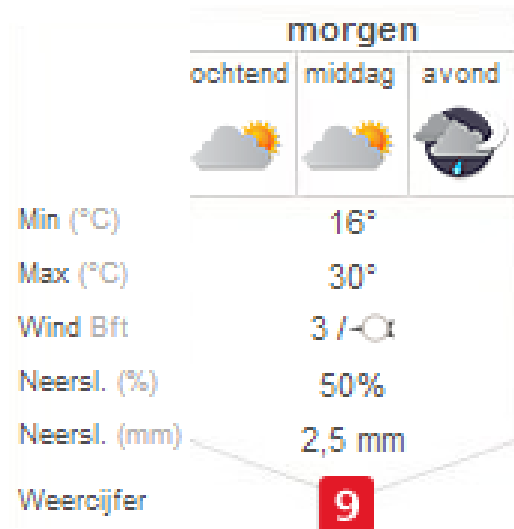 morgen
ochtend middag avond
Min (°C) 16°
Max (°C) 30°
Wind Bft 3 /
Neersl. (%) 50%
Neersl. (mm) 2,5 mm
Weercijfer 9